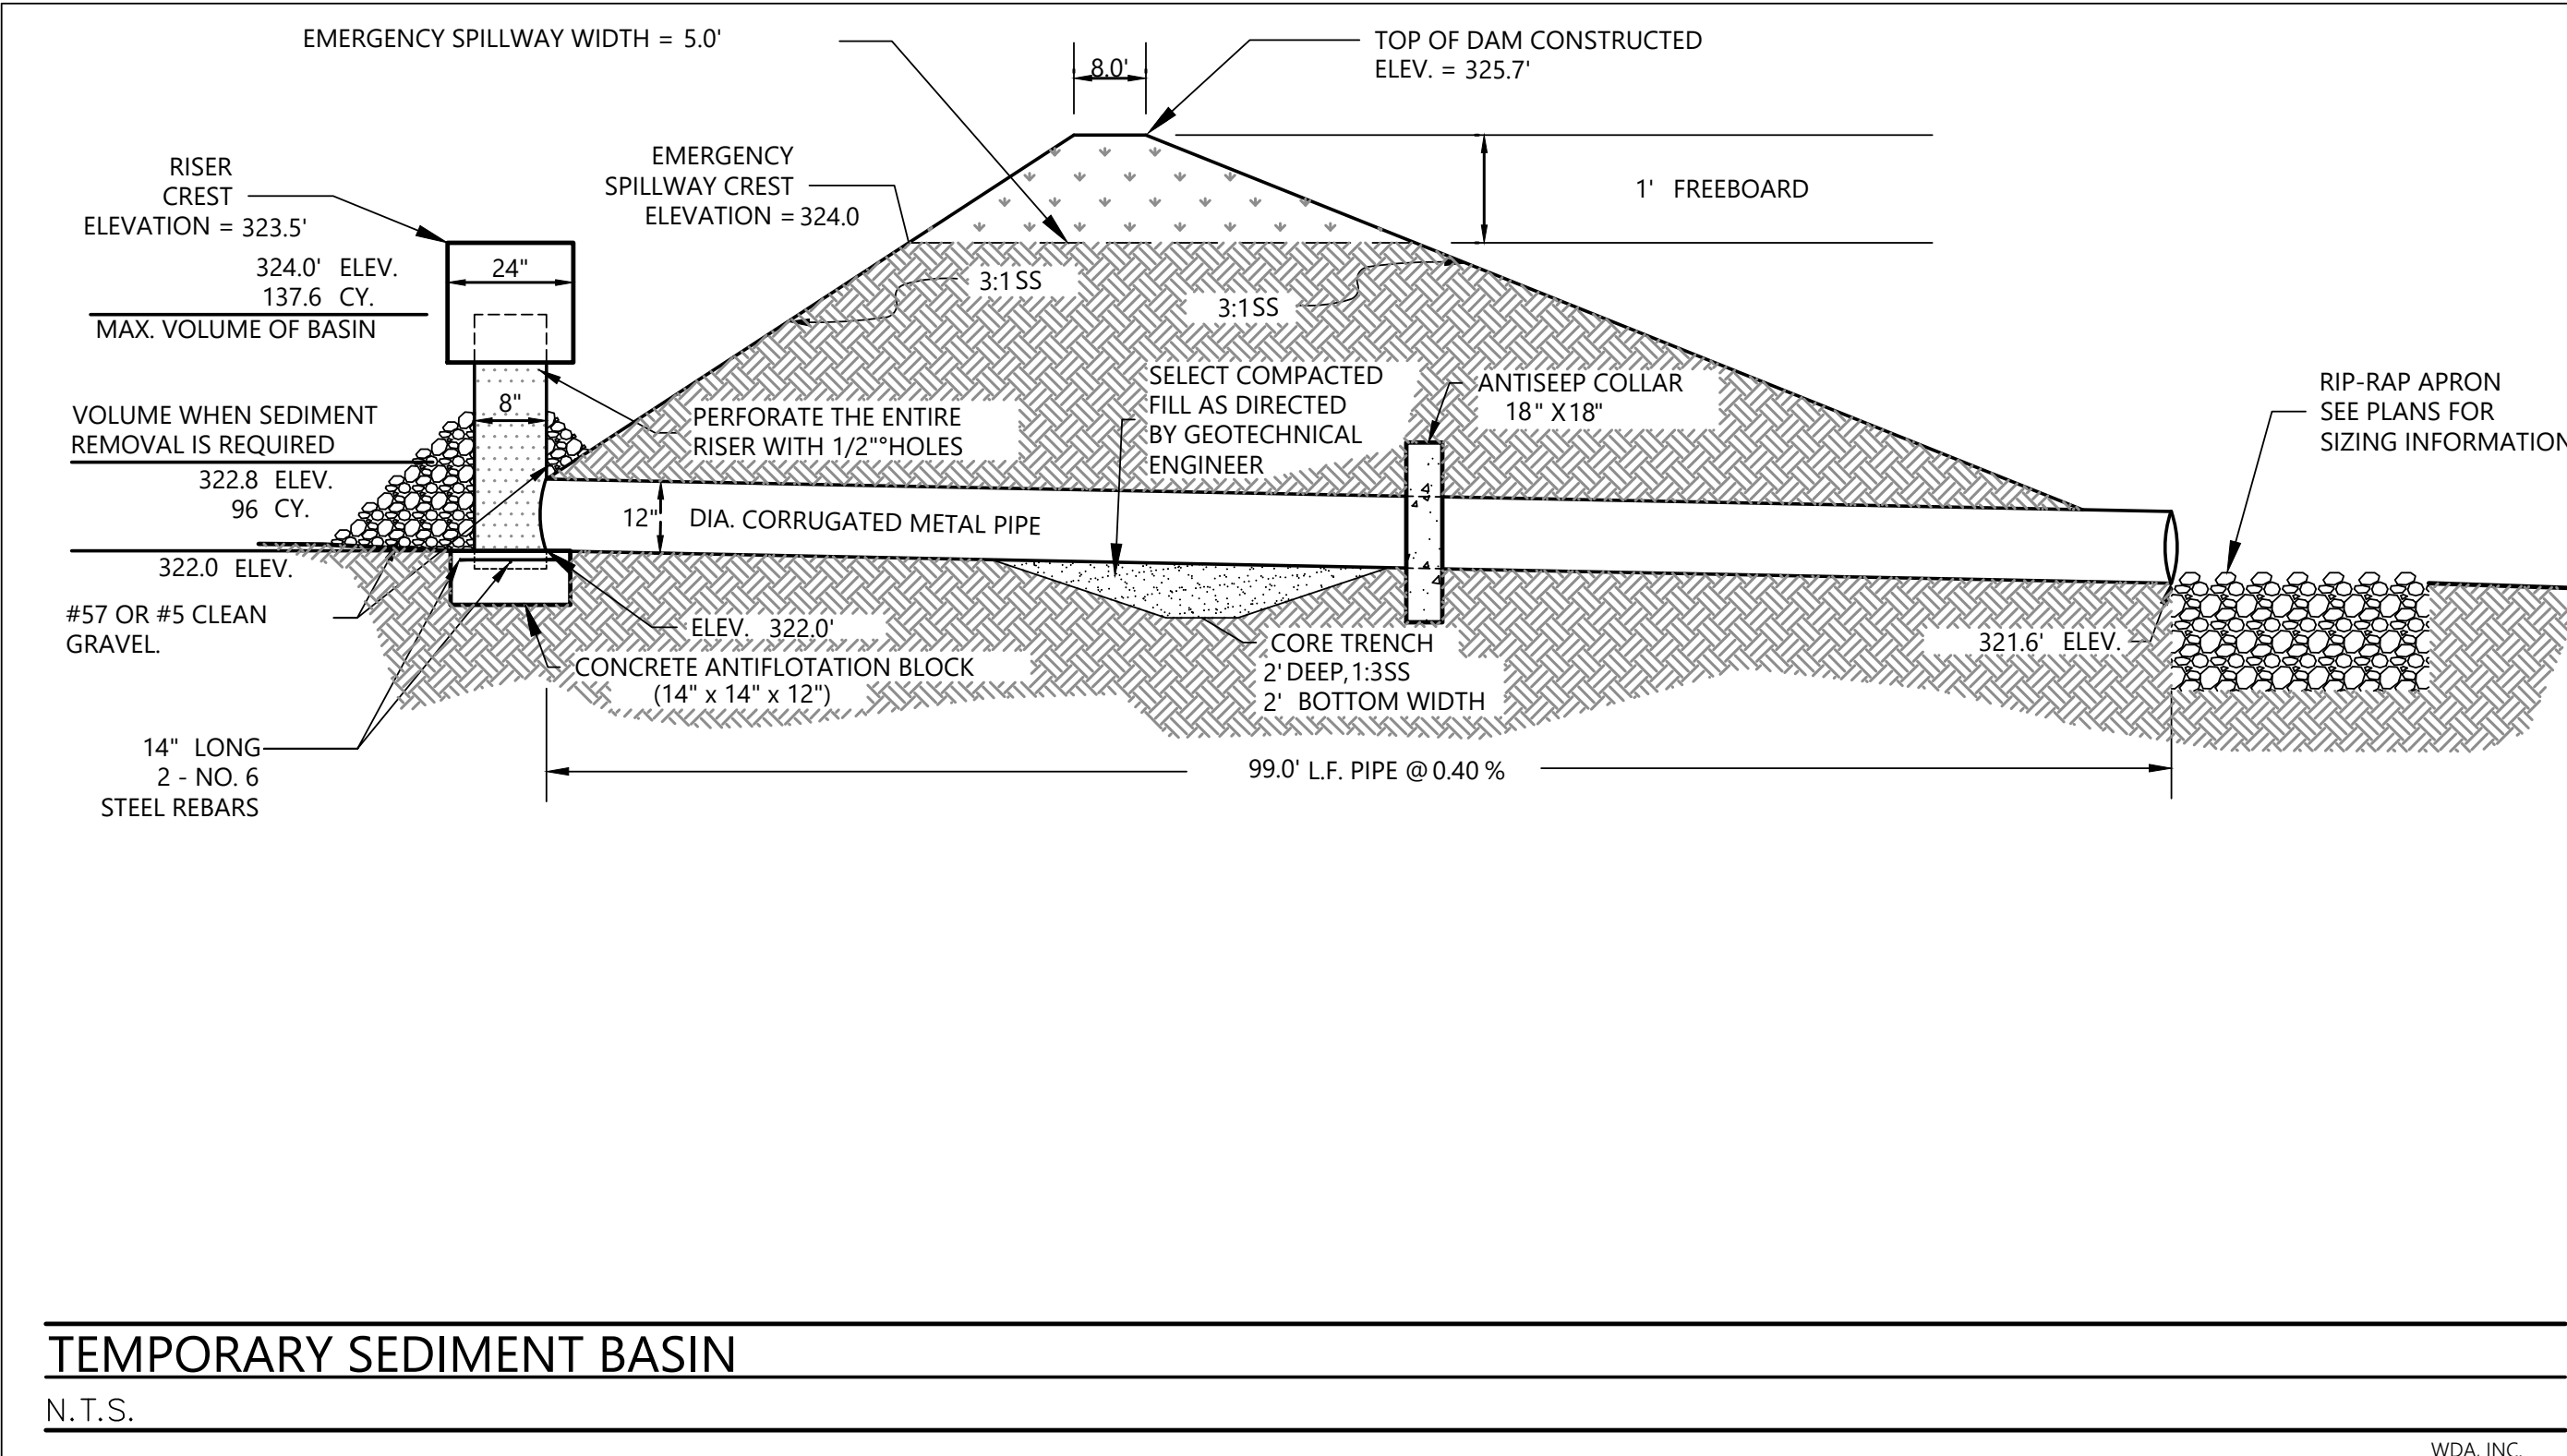 EMERGENCY SPILLWAY WIDTH = 5.0'
8.0'
TOP OF DAM CONSTRUCTED
ELEV. = 325.7'
RISER
CREST
ELEVATION = 323.5'
EMERGENCY
SPILLWAY CREST
ELEVATION = 324.0
1' FREEBOARD
324.0' ELEV.
137.6 CY.
MAX. VOLUME OF BASIN
24"
3:1 SS
3:1 SS
VOLUME WHEN SEDIMENT
REMOVAL IS REQUIRED
322.8 ELEV.
96 CY.
8"
PERFORATE THE ENTIRE
RISER WITH 1/2"° HOLES
SELECT COMPACTED
FILL AS DIRECTED
BY GEOTECHNICAL
ENGINEER
ANTISEEP COLLAR
18" X 18"
RIP-RAP APRON
SEE PLANS FOR
SIZING INFORMATION
12" DIA. CORRUGATED METAL PIPE
322.0 ELEV.
#57 OR #5 CLEAN
GRAVEL.
ELEV. 322.0'
CONCRETE ANTIFLOTATION BLOCK
(14" x 14" x 12")
CORE TRENCH
2' DEEP, 1:3SS
2' BOTTOM WIDTH
321.6' ELEV.
14" LONG
2 - NO. 6
STEEL REBARS
99.0' L.F. PIPE @ 0.40 %
TEMPORARY SEDIMENT BASIN
N.T.S.
WDA, INC.